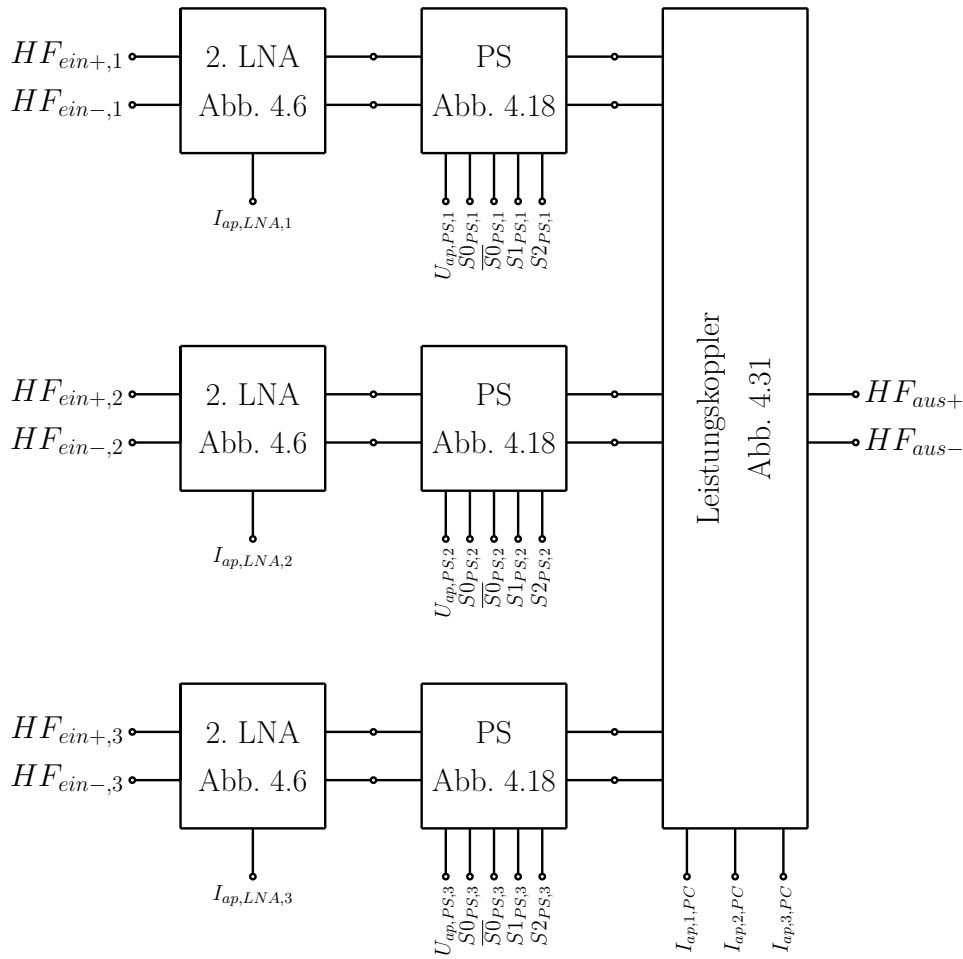 HF_{ein+,1}
HF_{ein-,1}
2. LNA
Abb. 4.6
I_{ap,LNA,1}
PS
Abb. 4.18
U_{ap,PS,1}
S0_{PS,1}
\overline{S0}_{PS,1}
S1_{PS,1}
S2_{PS,1}
HF_{ein+,2}
HF_{ein-,2}
2. LNA
Abb. 4.6
I_{ap,LNA,2}
PS
Abb. 4.18
U_{ap,PS,2}
S0_{PS,2}
\overline{S0}_{PS,2}
S1_{PS,2}
S2_{PS,2}
HF_{ein+,3}
HF_{ein-,3}
2. LNA
Abb. 4.6
I_{ap,LNA,3}
PS
Abb. 4.18
U_{ap,PS,3}
S0_{PS,3}
\overline{S0}_{PS,3}
S1_{PS,3}
S2_{PS,3}
Leistungskoppler
Abb. 4.31
I_{ap,1,PC}
I_{ap,2,PC}
I_{ap,3,PC}
HF_{aus+}
HF_{aus-}